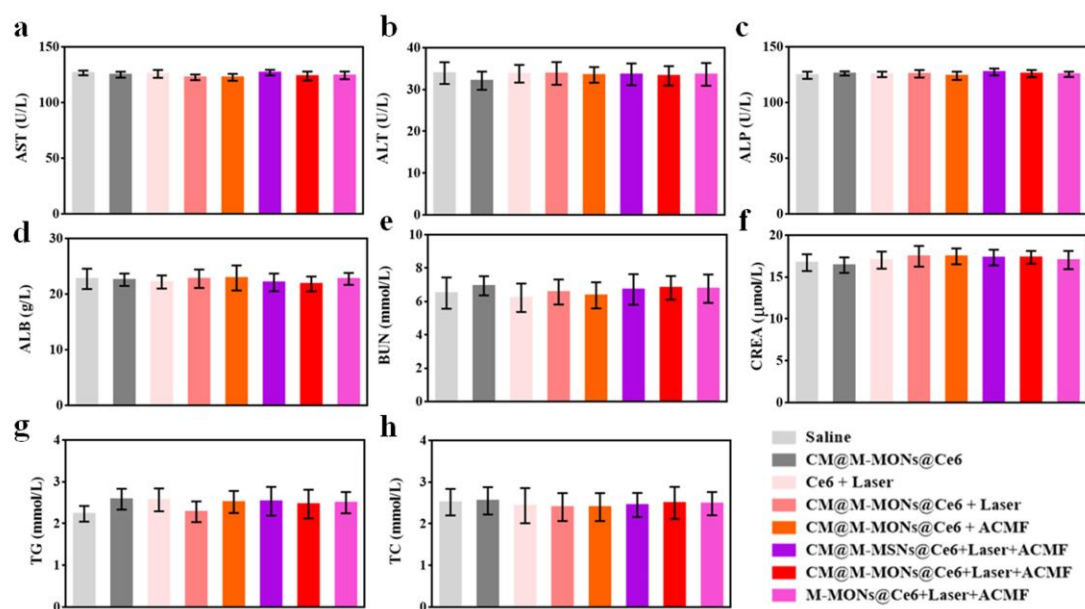 a
150
100
50
0
AST (U/L)
b
40
30
20
10
0
ALT (U/L)
c
150
100
50
0
ALP (U/L)
d
30
20
10
0
ALB (g/L)
e
10
8
6
4
2
0
BUN (mmol/L)
f
20
15
10
5
0
CREA (μmol/L)
g
4
3
2
1
0
TG (mmol/L)
h
4
3
2
1
0
TC (mmol/L)
Saline
CM@M-MONs@Ce6
Ce6 + Laser
CM@M-MONs@Ce6 + Laser
CM@M-MONs@Ce6 + ACMF
CM@M-MSNs@Ce6+Laser+ACMF
CM@M-MONs@Ce6+Laser+ACMF
M-MONs@Ce6+Laser+ACMF